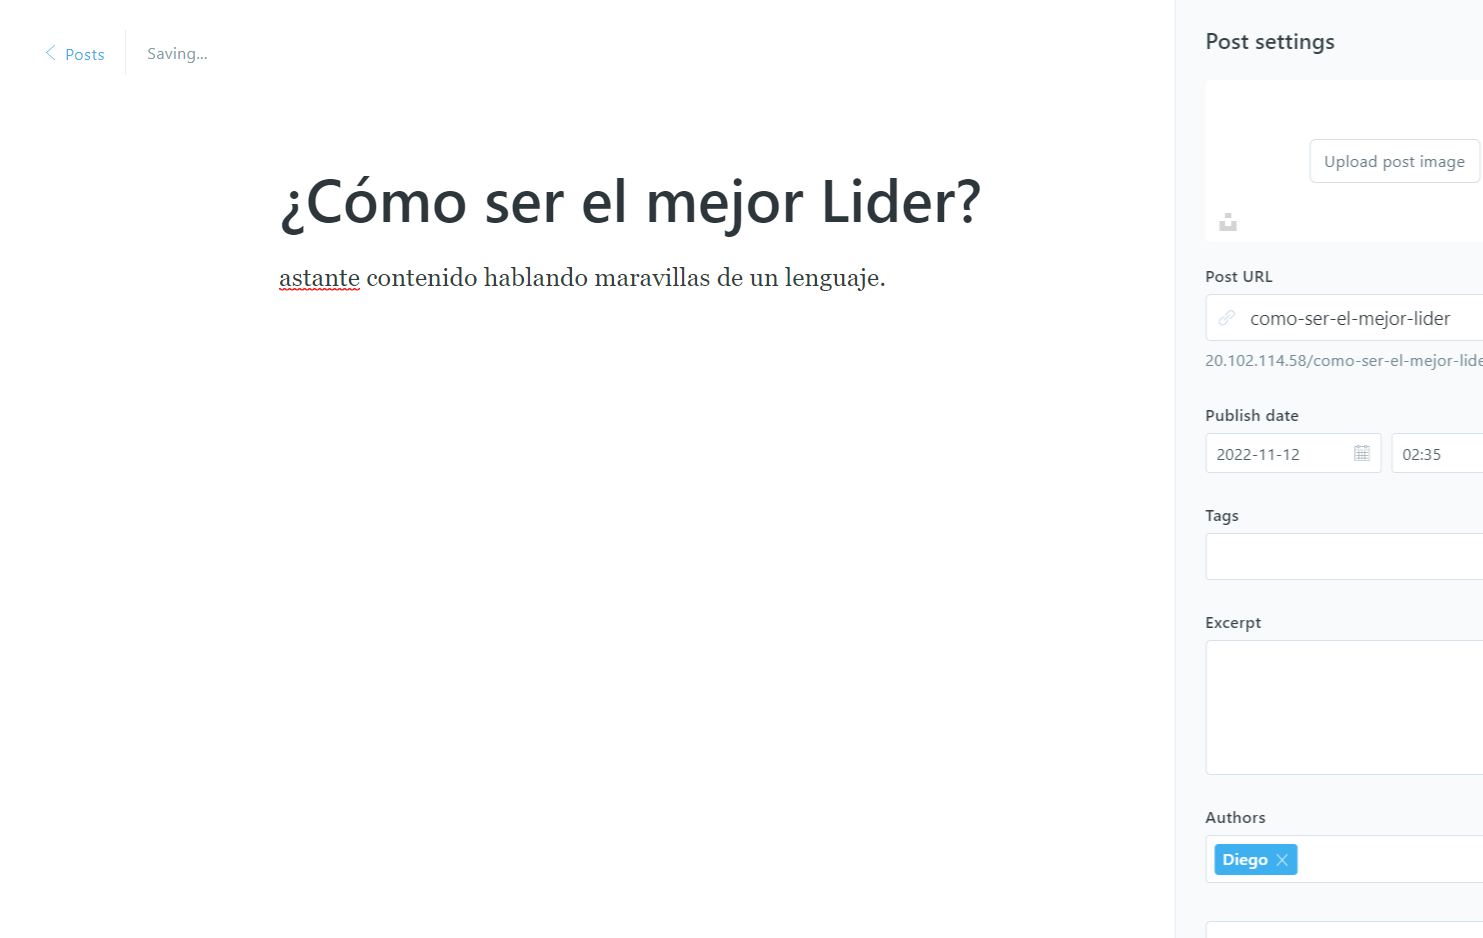 Posts
Saving...
¿Cómo ser el mejor Lider?
astante contenido hablando maravillas de un lenguaje.
Post settings
Upload post image
Post URL
como-ser-el-mejor-lider
20.102.114.58/como-ser-el-mejor-lide
Publish date
2022-11-12
02:35
Tags
Excerpt
Authors
Diego